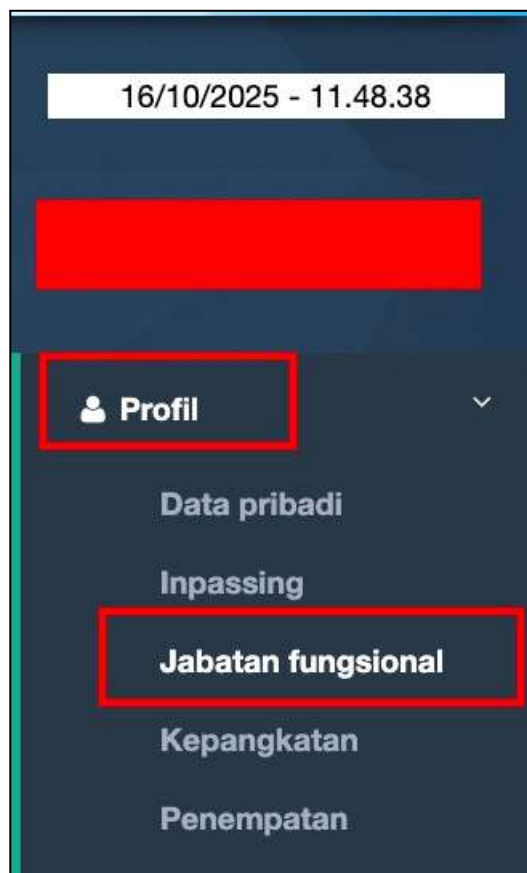 16/10/2025 - 11.48.38
Profil
Data pribadi
Inpassing
Jabatan fungsional
Kepangkatan
Penempatan